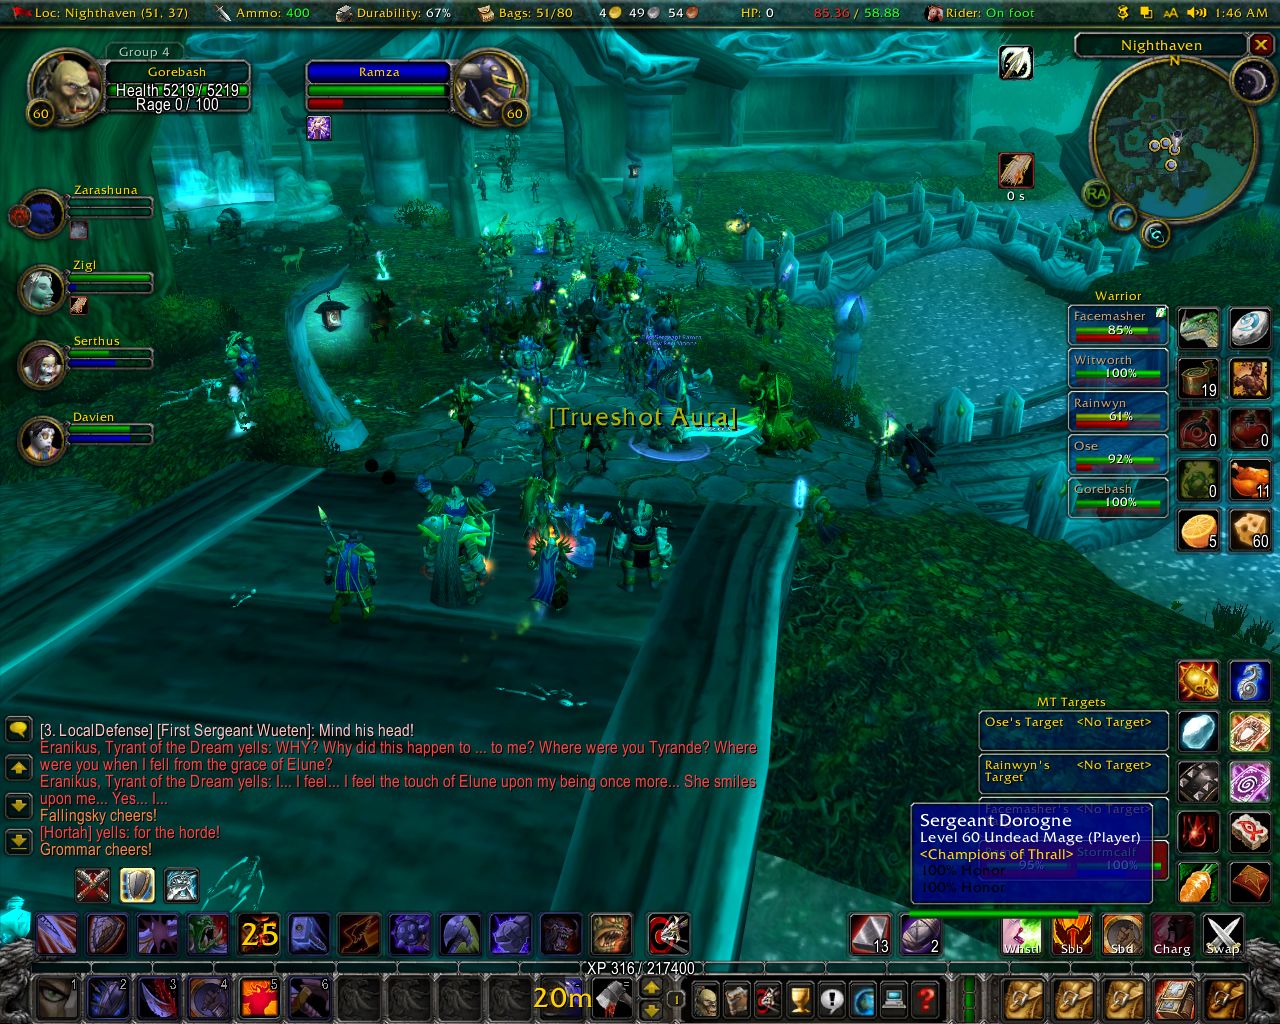 Loc: Nighthaven (51, 37) Ammo: 400 Durability: 67% Bags: 51/80 4 49 54 HP: 0 85.36 / 58.88 Rider: On foot AA 1:46 AM
Group 4
Gorebash
Health 5219 / 5219
Rage 0 / 100
60
Ramza
60
Nighthaven
N
RA
0 s
Zarashuna
Zigl
Serthus
Davien
[Trueshot Aura]
Warrior
Facemasher
85%
Witworth
100%
Rainwyn
61%
Ose
92%
Gorebash
100%
19
0 0
0 11
5 60
MT Targets
Ose's Target <No Target>
Rainwyn's Target <No Target>
Facemasher's <No Target>
Sergeant Dorogne
Level 60 Undead Mage (Player)
<Champions of Thrall>
Stormcalf
95% 100%
100% Honor
100% Honor
[3. LocalDefense] [First Sergeant Wueten]: Mind his head!
Eranikus, Tyrant of the Dream yells: WHY? Why did this happen to ... to me? Where were you Tyrande? Where
were you when I fell from the grace of Elune?
Eranikus, Tyrant of the Dream yells: I... I feel... I feel the touch of Elune upon my being once more... She smiles
upon me... Yes... I...
Fallingsky cheers!
[Hortah] yells: for the horde!
Grommar cheers!
25
13 2
Whstl Sbb Sbd Charg Swap
XP 316 / 217400
1 2 3 4 5 6
20m =
1